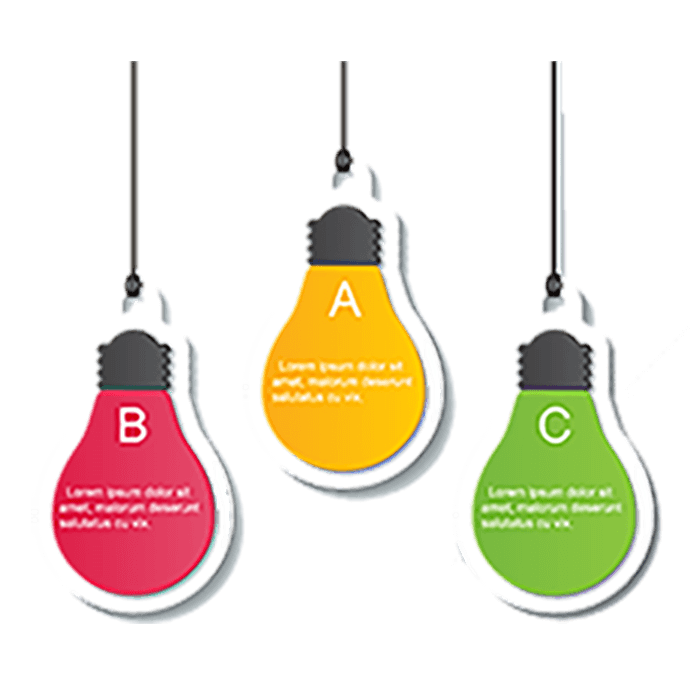 A
Lorem ipsum dolor sit
amet, malorum deserunt
salutatus cu vix.
B
Lorem ipsum dolor sit
amet, malorum deserunt
salutatus cu vix.
C
Lorem ipsum dolor sit
amet, malorum deserunt
salutatus cu vix.